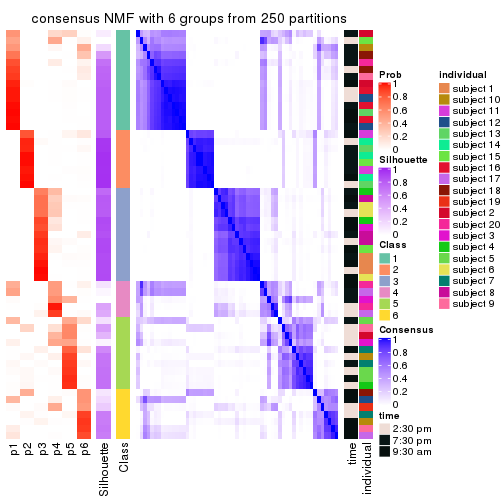 consensus NMF with 6 groups from 250 partitions
p1
p2
p3
p4
p5
p6
Silhouette
Class
time
individual
Prob
1
0.8
0.6
0.4
0.2
0
Silhouette
1
0.8
0.6
0.4
0.2
0
Class
1
2
3
4
5
6
Consensus
1
0.8
0.6
0.4
0.2
0
time
2:30 pm
7:30 pm
9:30 am
individual
subject 1
subject 10
subject 11
subject 12
subject 13
subject 14
subject 15
subject 16
subject 17
subject 18
subject 19
subject 2
subject 20
subject 3
subject 4
subject 5
subject 6
subject 7
subject 8
subject 9